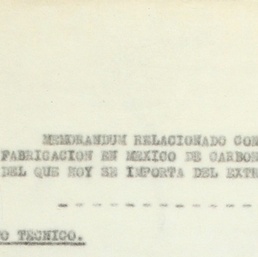 MEMORANDUM RELACIONADO CON
FABRICACION EN MEXICO DE CARBON
DEL QUE HOY SE IMPORTA DEL EXTR
- - - - - - - - - - - -
O TECNICO.